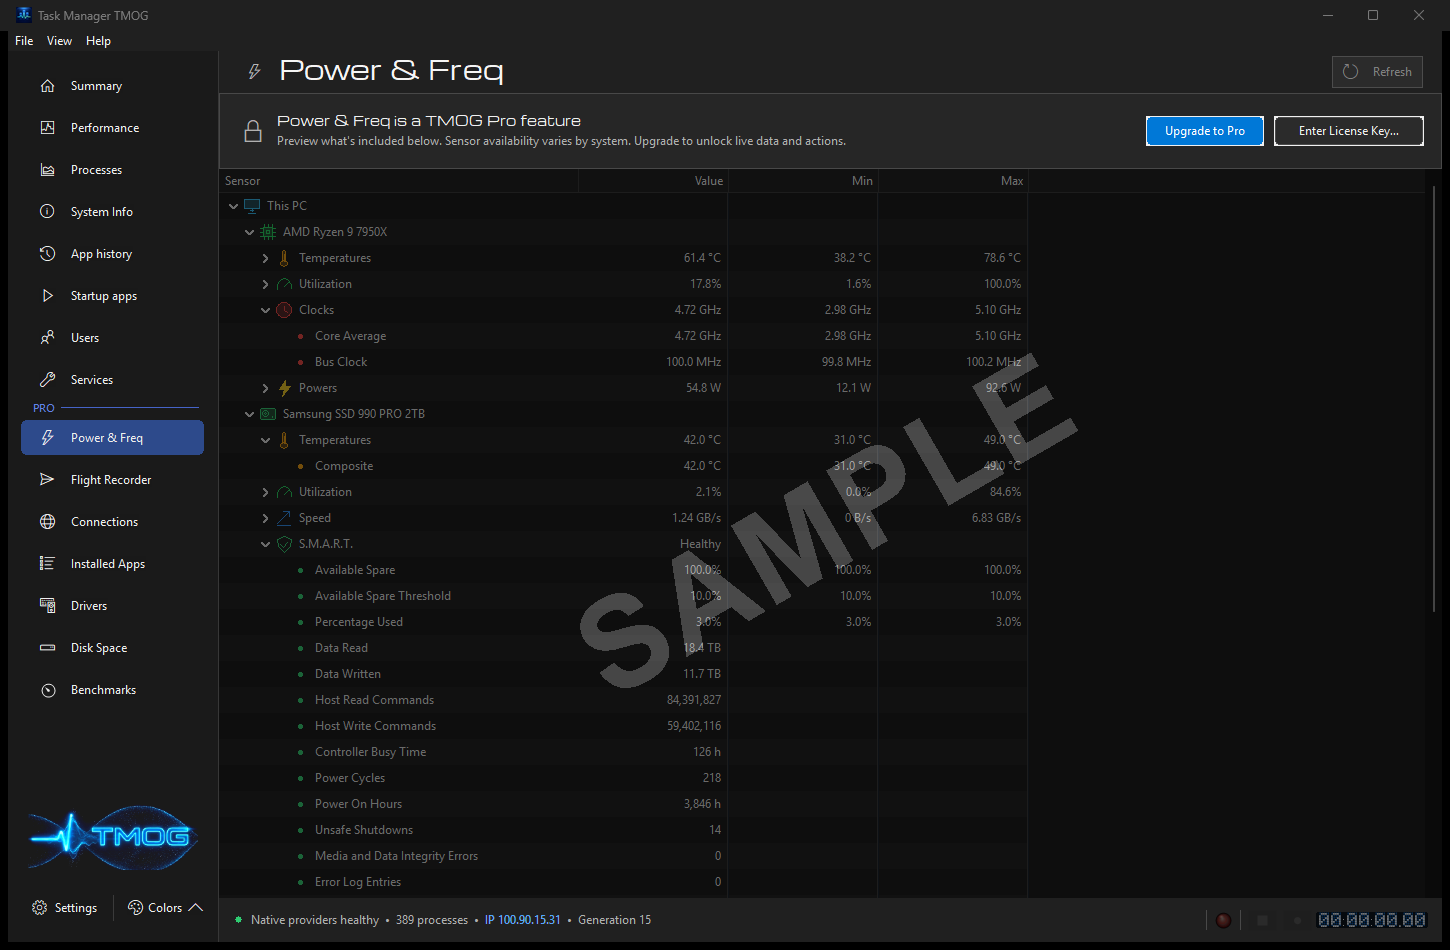 Task Manager TMOG
File View Help
Summary
Performance
Processes
System Info
App history
Startup apps
Users
Services
PRO
Power & Freq
Flight Recorder
Connections
Installed Apps
Drivers
Disk Space
Benchmarks
TMOG
Settings Colors
Power & Freq
Refresh
Power & Freq is a TMOG Pro feature
Preview what's included below. Sensor availability varies by system. Upgrade to unlock live data and actions.
Upgrade to Pro Enter License Key...
Sensor Value Min Max
This PC
AMD Ryzen 9 7950X
Temperatures 61.4 °C 38.2 °C 78.6 °C
Utilization 17.8% 1.6% 100.0%
Clocks 4.72 GHz 2.98 GHz 5.10 GHz
Core Average 4.72 GHz 2.98 GHz 5.10 GHz
Bus Clock 100.0 MHz 99.8 MHz 100.2 MHz
Powers 54.8 W 12.1 W 92.6 W
Samsung SSD 990 PRO 2TB
Temperatures 42.0 °C 31.0 °C 49.0 °C
Composite 42.0 °C 31.0 °C 49.0 °C
Utilization 2.1% 0.0% 84.6%
Speed 1.24 GB/s 0 B/s 6.83 GB/s
S.M.A.R.T. Healthy
Available Spare 100.0% 100.0% 100.0%
Available Spare Threshold 10.0% 10.0% 10.0%
Percentage Used 3.0% 3.0% 3.0%
Data Read 18.4 TB
Data Written 11.7 TB
Host Read Commands 84,391,827
Host Write Commands 59,402,116
Controller Busy Time 126 h
Power Cycles 218
Power On Hours 3,846 h
Unsafe Shutdowns 14
Media and Data Integrity Errors 0
Error Log Entries 0
SAMPLE
Native providers healthy • 389 processes • IP 100.90.15.31 • Generation 15
00:00:00.00